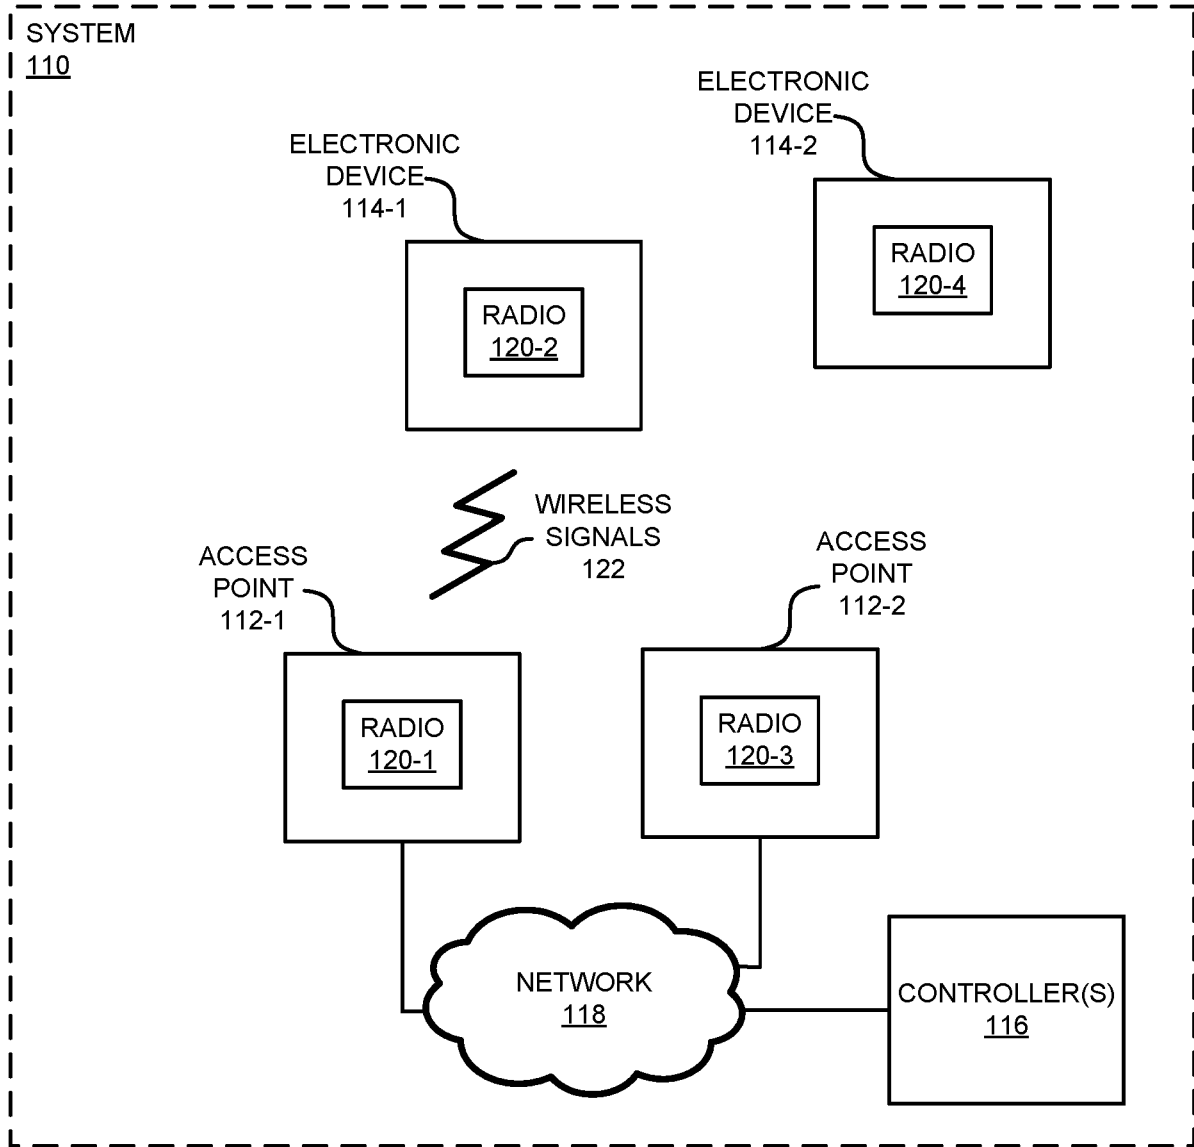 SYSTEM
110
ELECTRONIC
DEVICE
114-2
RADIO
120-4
ELECTRONIC
DEVICE
114-1
RADIO
120-2
WIRELESS
SIGNALS
122
ACCESS
POINT
112-1
RADIO
120-1
ACCESS
POINT
112-2
RADIO
120-3
NETWORK
118
CONTROLLER(S)
116